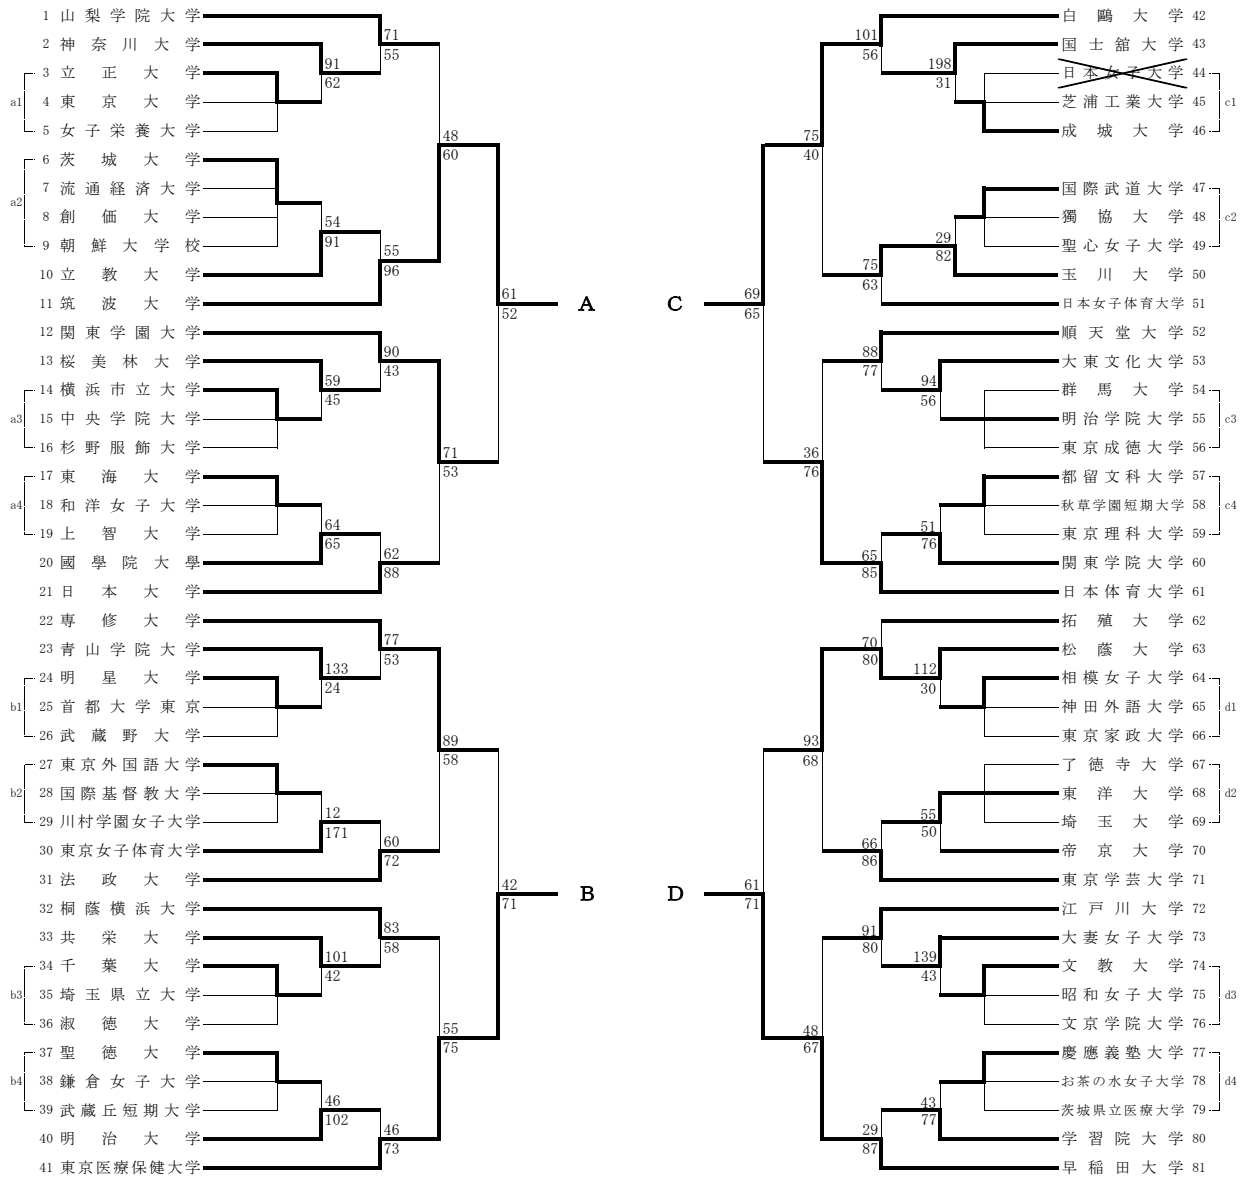 1 山梨学院大学
2 神奈川大学
3 立正大学
4 東京大学
5 女子栄養大学
6 茨城大学
7 流通経済大学
8 創価大学
9 朝鮮大学校
10 立教大学
11 筑波大学
12 関東学園大学
13 桜美林大学
14 横浜市立大学
15 中央学院大学
16 杉野服飾大学
17 東海大学
18 和洋女子大学
19 上智大学
20 國學院大學
21 日本大学
22 専修大学
23 青山学院大学
24 明星大学
25 首都大学東京
26 武蔵野大学
27 東京外国語大学
28 国際基督教大学
29 川村学園女子大学
30 東京女子体育大学
31 法政大学
32 桐蔭横浜大学
33 共栄大学
34 千葉大学
35 埼玉県立大学
36 淑徳大学
37 聖徳大学
38 鎌倉女子大学
39 武蔵丘短期大学
40 明治大学
41 東京医療保健大学
a1
a2
a3
a4
b1
b2
b3
b4
91
62
54
91
59
45
64
65
133
24
12
171
101
42
46
102
71
55
55
96
90
43
62
88
77
53
60
72
83
58
46
73
48
60
71
53
89
58
55
75
61
52
42
71
A
B
C
D
69
65
61
71
75
40
36
76
93
68
48
67
101
56
75
63
88
77
65
85
70
80
66
86
91
80
29
87
198
31
29
82
94
56
51
76
112
30
55
50
139
43
43
77
白鷗大学 42
国士舘大学 43
日本女子大学 44
芝浦工業大学 45
成城大学 46
国際武道大学 47
獨協大学 48
聖心女子大学 49
玉川大学 50
日本女子体育大学 51
順天堂大学 52
大東文化大学 53
群馬大学 54
明治学院大学 55
東京成徳大学 56
都留文科大学 57
秋草学園短期大学 58
東京理科大学 59
関東学院大学 60
日本体育大学 61
拓殖大学 62
松蔭大学 63
相模女子大学 64
神田外語大学 65
東京家政大学 66
了徳寺大学 67
東洋大学 68
埼玉大学 69
帝京大学 70
東京学芸大学 71
江戸川大学 72
大妻女子大学 73
文教大学 74
昭和女子大学 75
文京学院大学 76
慶應義塾大学 77
お茶の水女子大学 78
茨城県立医療大学 79
学習院大学 80
早稲田大学 81
c1
c2
c3
c4
d1
d2
d3
d4